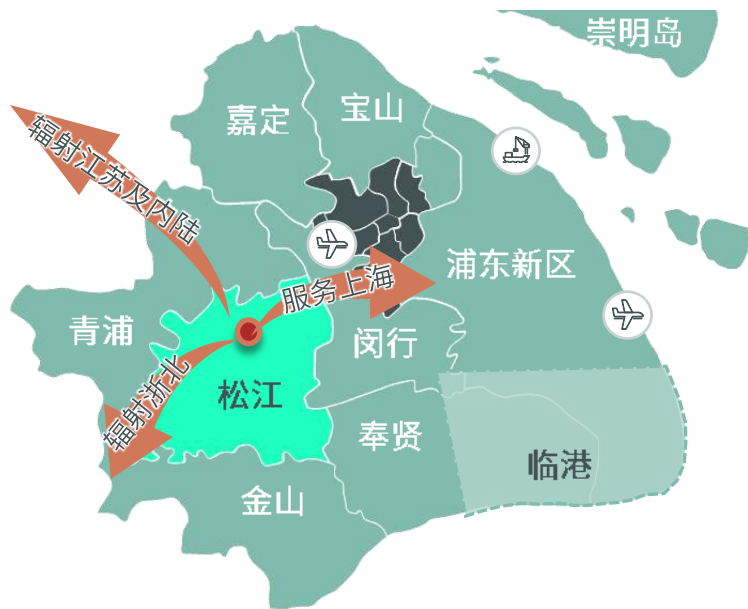 崇明岛
宝山
嘉定
辐射江苏及内陆
浦东新区
服务上海
青浦
闵行
辐射浙北
松江
奉贤
临港
金山